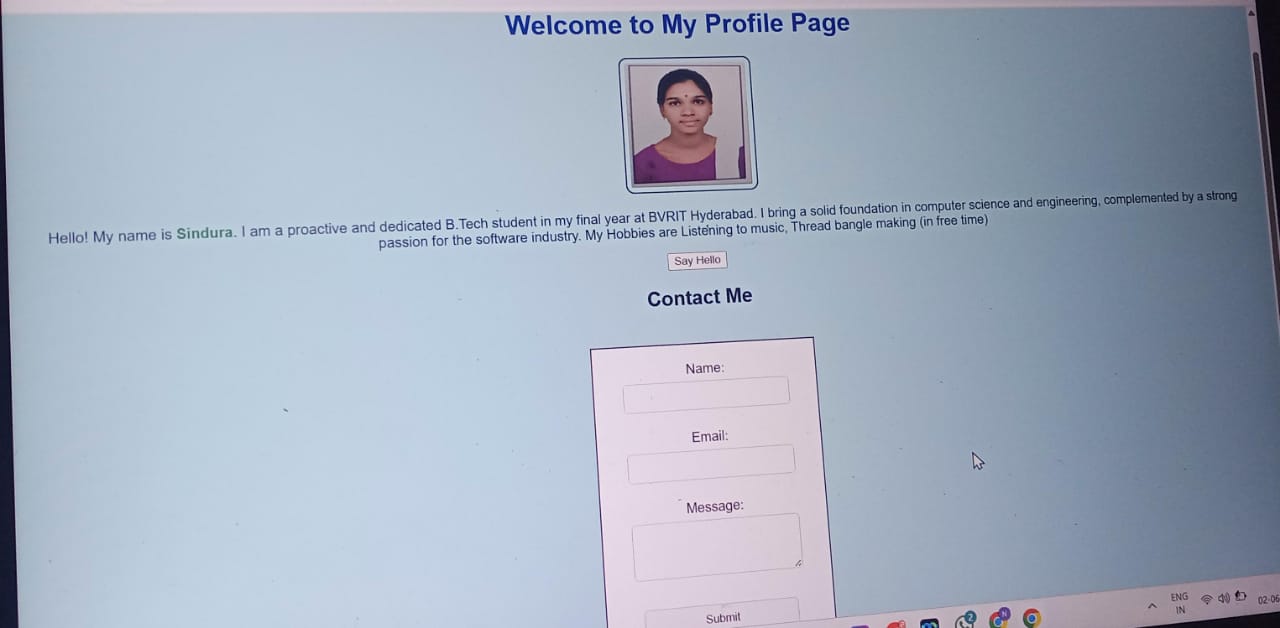 Welcome to My Profile Page
Hello! My name is Sindura. I am a proactive and dedicated B.Tech student in my final year at BVRIT Hyderabad. I bring a solid foundation in computer science and engineering, complemented by a strong
passion for the software industry. My Hobbies are Listening to music, Thread bangle making (in free time)
Say Hello
Contact Me
Name:
Email:
Message:
Submit
2
N
ENG
IN
02-06